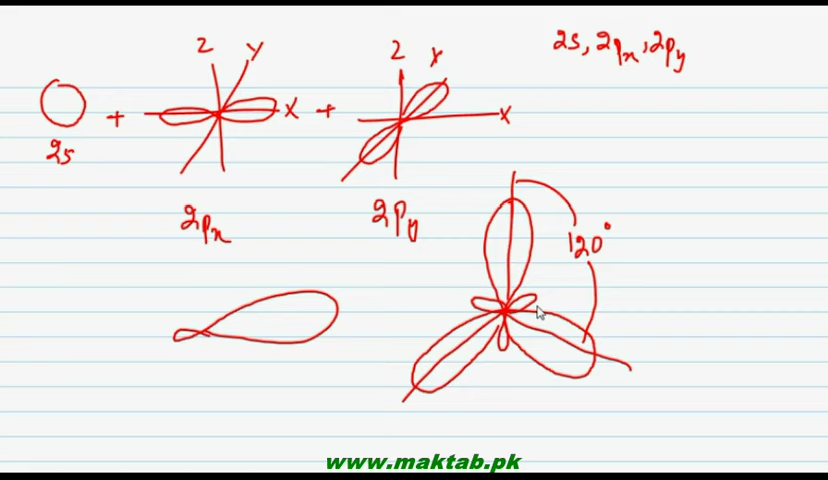 2s, 2px, 2py
Z Y X
Z Y X
2s + 2px + 2py
120°
www.maktab.pk